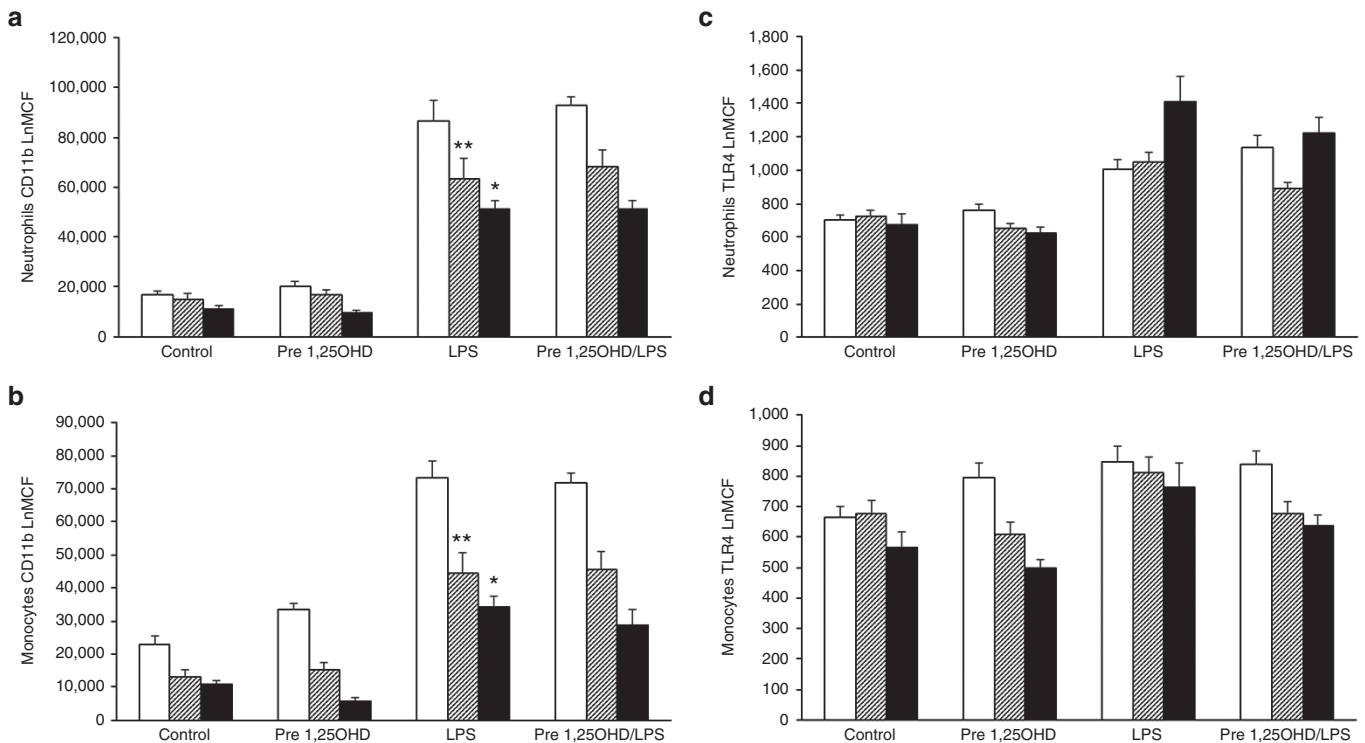 a
Neutrophils CD11b LnMCF
120,000
100,000
80,000
60,000
40,000
20,000
0
**
*
Control
Pre 1,25OHD
LPS
Pre 1,25OHD/LPS
c
Neutrophils TLR4 LnMCF
1,800
1,600
1,400
1,200
1,000
800
600
400
200
0
Control
Pre 1,25OHD
LPS
Pre 1,25OHD/LPS
b
Monocytes CD11b LnMCF
90,000
80,000
70,000
60,000
50,000
40,000
30,000
20,000
10,000
0
**
*
Control
Pre 1,25OHD
LPS
Pre 1,25OHD/LPS
d
Monocytes TLR4 LnMCF
1,000
900
800
700
600
500
400
300
200
100
0
Control
Pre 1,25OHD
LPS
Pre 1,25OHD/LPS